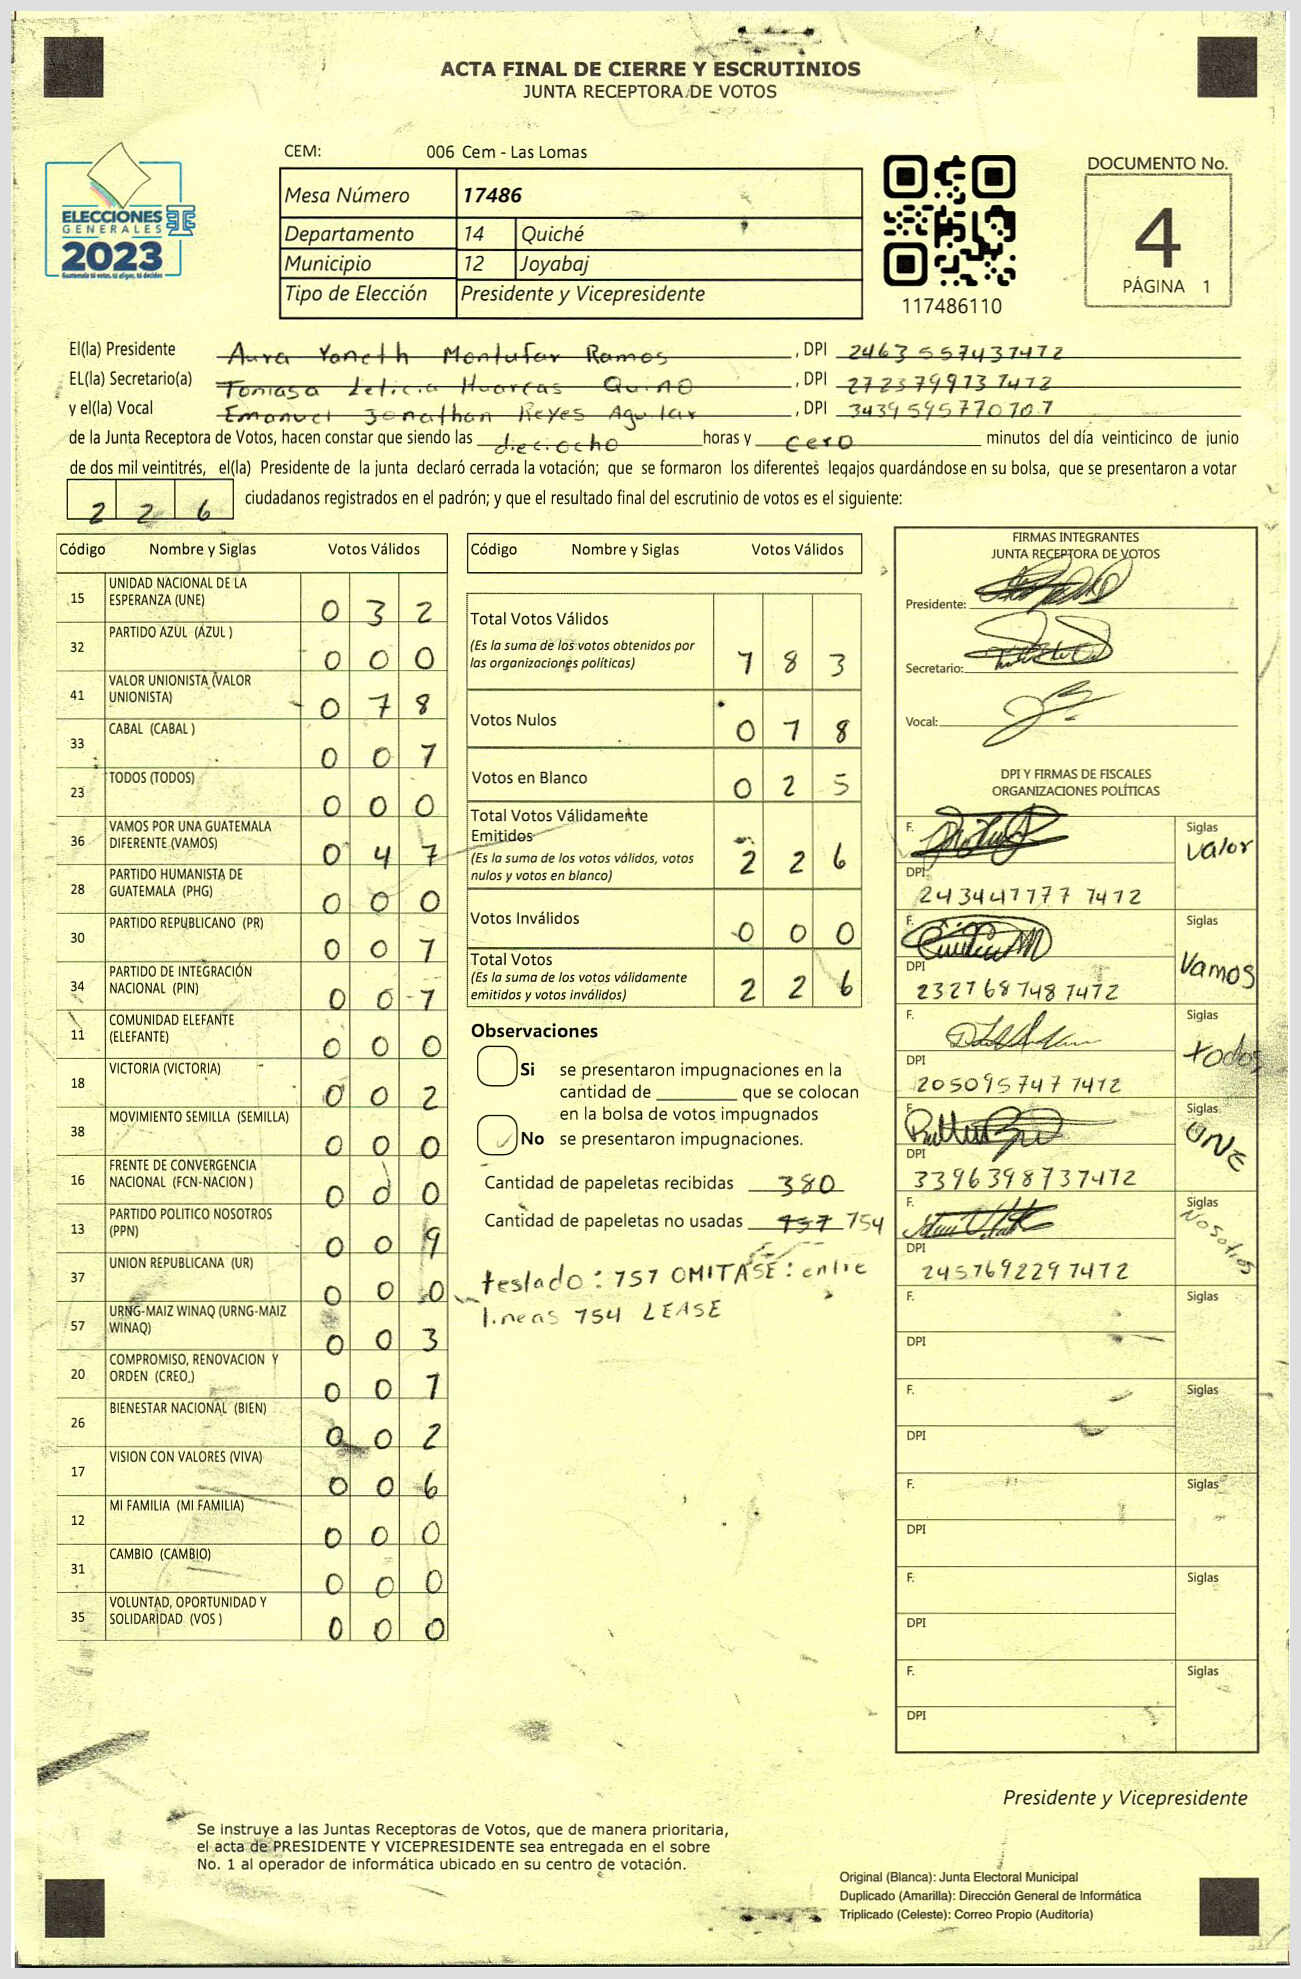 ACTA FINAL DE CIERRE Y ESCRUTINIOS
JUNTA RECEPTORA DE VOTOS
ELECCIONES
GENERALES
2023
Guatemala tú votas, tú eliges, tú decides
CEM: 006 Cem - Las Lomas
Mesa Número 17486
Departamento 14 Quiché
Municipio 12 Joyabaj
Tipo de Elección Presidente y Vicepresidente
117486110
DOCUMENTO No.
4
PÁGINA 1
El(la) Presidente Aura Yaneth Montufar Ramos, DPI 2463557437472
EL(la) Secretario(a) Tomasa Leticia Huarcas Quino, DPI 2723799737472
y el(la) Vocal Emanuel Jonathan Reyes Aguilar, DPI 3439595770707
de la Junta Receptora de Votos, hacen constar que siendo las dieciocho horas y cero minutos del día veinticinco de junio
de dos mil veintitrés, el(la) Presidente de la junta declaró cerrada la votación; que se formaron los diferentes legajos guardándose en su bolsa, que se presentaron a votar
2 2 6 ciudadanos registrados en el padrón; y que el resultado final del escrutinio de votos es el siguiente:
Código Nombre y Siglas Votos Válidos
15 UNIDAD NACIONAL DE LA
ESPERANZA (UNE) 0 3 2
32 PARTIDO AZUL (AZUL ) 0 0 0
41 VALOR UNIONISTA (VALOR
UNIONISTA) 0 7 8
33 CABAL (CABAL ) 0 0 7
23 TODOS (TODOS) 0 0 0
36 VAMOS POR UNA GUATEMALA
DIFERENTE (VAMOS) 0 4 7
28 PARTIDO HUMANISTA DE
GUATEMALA (PHG) 0 0 0
30 PARTIDO REPUBLICANO (PR) 0 0 7
34 PARTIDO DE INTEGRACIÓN
NACIONAL (PIN) 0 0 7
11 COMUNIDAD ELEFANTE
(ELEFANTE) 0 0 0
18 VICTORIA (VICTORIA) 0 0 2
38 MOVIMIENTO SEMILLA (SEMILLA) 0 0 0
16 FRENTE DE CONVERGENCIA
NACIONAL (FCN-NACION ) 0 0 0
13 PARTIDO POLITICO NOSOTROS
(PPN) 0 0 9
37 UNION REPUBLICANA (UR) 0 0 0
57 URNG-MAIZ WINAQ (URNG-MAIZ
WINAQ) 0 0 3
20 COMPROMISO, RENOVACION Y
ORDEN (CREO.) 0 0 7
26 BIENESTAR NACIONAL (BIEN) 0 0 2
17 VISION CON VALORES (VIVA) 0 0 6
12 MI FAMILIA (MI FAMILIA) 0 0 0
31 CAMBIO (CAMBIO) 0 0 0
35 VOLUNTAD, OPORTUNIDAD Y
SOLIDARIDAD (VOS ) 0 0 0
Código Nombre y Siglas Votos Válidos
Total Votos Válidos
(Es la suma de los votos obtenidos por
las organizaciones políticas) 7 8 3
Votos Nulos 0 7 8
Votos en Blanco 0 2 5
Total Votos Válidamente
Emitidos
(Es la suma de los votos válidos, votos
nulos y votos en blanco) 2 2 6
Votos Inválidos 0 0 0
Total Votos
(Es la suma de los votos válidamente
emitidos y votos inválidos) 2 2 6
Observaciones
Si se presentaron impugnaciones en la
cantidad de ________ que se colocan
en la bolsa de votos impugnados
No se presentaron impugnaciones.
Cantidad de papeletas recibidas 380
Cantidad de papeletas no usadas 757 754
teslado: 757 OMITASE: entre
lineas 754 LEASE
FIRMAS INTEGRANTES
JUNTA RECEPTORA DE VOTOS
Presidente:
Secretario:
Vocal:
DPI Y FIRMAS DE FISCALES
ORGANIZACIONES POLÍTICAS
F. Siglas
Valor
DPI
243447777 7472
F. Siglas
Vamos
DPI
2327687487472
F. Siglas
todos
DPI
2050957477472
F. Siglas
UNE
DPI
3396398737472
F. Siglas
Nosotros
DPI
2457692297472
F. Siglas
DPI
F. Siglas
DPI
F. Siglas
DPI
F. Siglas
DPI
F. Siglas
DPI
Presidente y Vicepresidente
Se instruye a las Juntas Receptoras de Votos, que de manera prioritaria,
el acta de PRESIDENTE Y VICEPRESIDENTE sea entregada en el sobre
No. 1 al operador de informática ubicado en su centro de votación.
Original (Blanca): Junta Electoral Municipal
Duplicado (Amarilla): Dirección General de Informática
Triplicado (Celeste): Correo Propio (Auditoria)